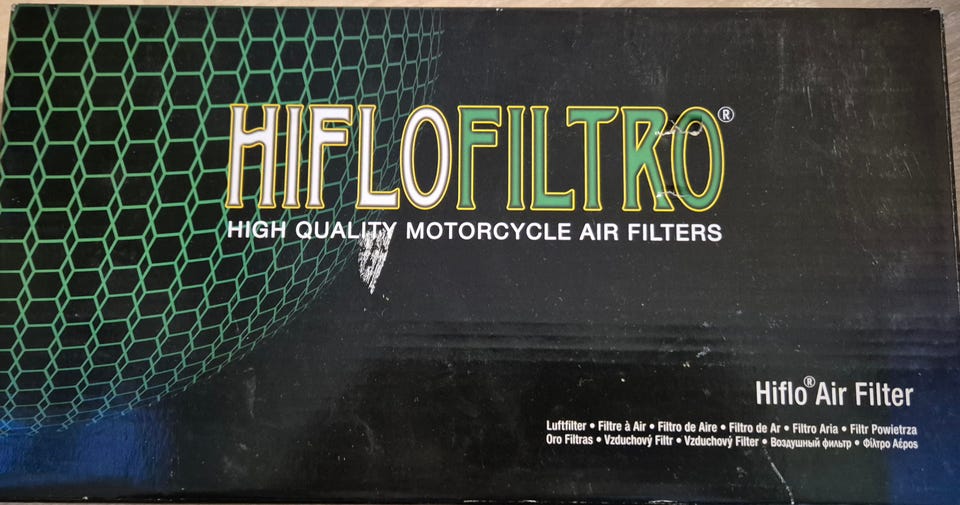 HIFLOFILTRO®
HIGH QUALITY MOTORCYCLE AIR FILTERS
Hiflo® Air Filter
Luftfilter • Filtre à Air • Filtro de Aire • Filtro de Ar • Filtro Aria • Filtr Powietrza
Oro Filtras • Vzduchový Filtr • Vzduchový Filter • Воздушный фильтр • Φίλτρο Αέρος